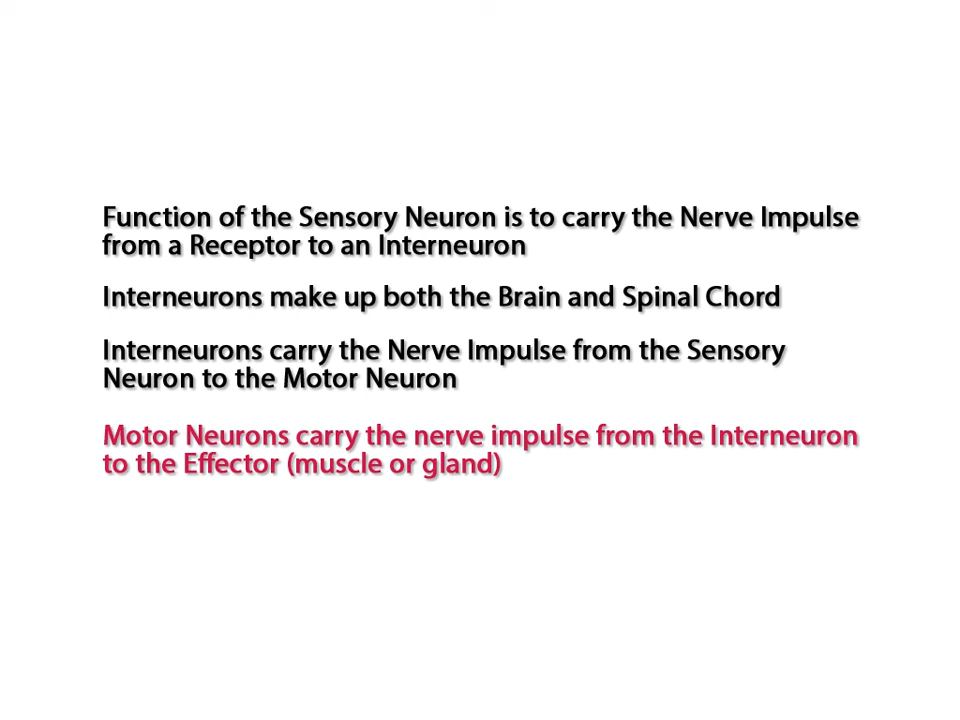 Function of the Sensory Neuron is to carry the Nerve Impulse
from a Receptor to an Interneuron
Interneurons make up both the Brain and Spinal Chord
Interneurons carry the Nerve Impulse from the Sensory
Neuron to the Motor Neuron
Motor Neurons carry the nerve impulse from the Interneuron
to the Effector (muscle or gland)